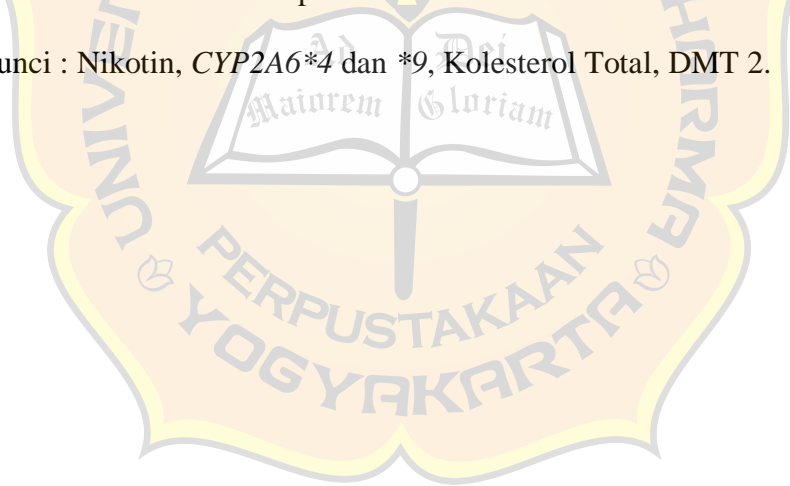 unci : Nikotin, CYP2A6*4 dan *9, Kolesterol Total, DMT 2.
Ad Dei
Maiorem Gloriam
PERPUSTAKAAN
YOGYAKARTA